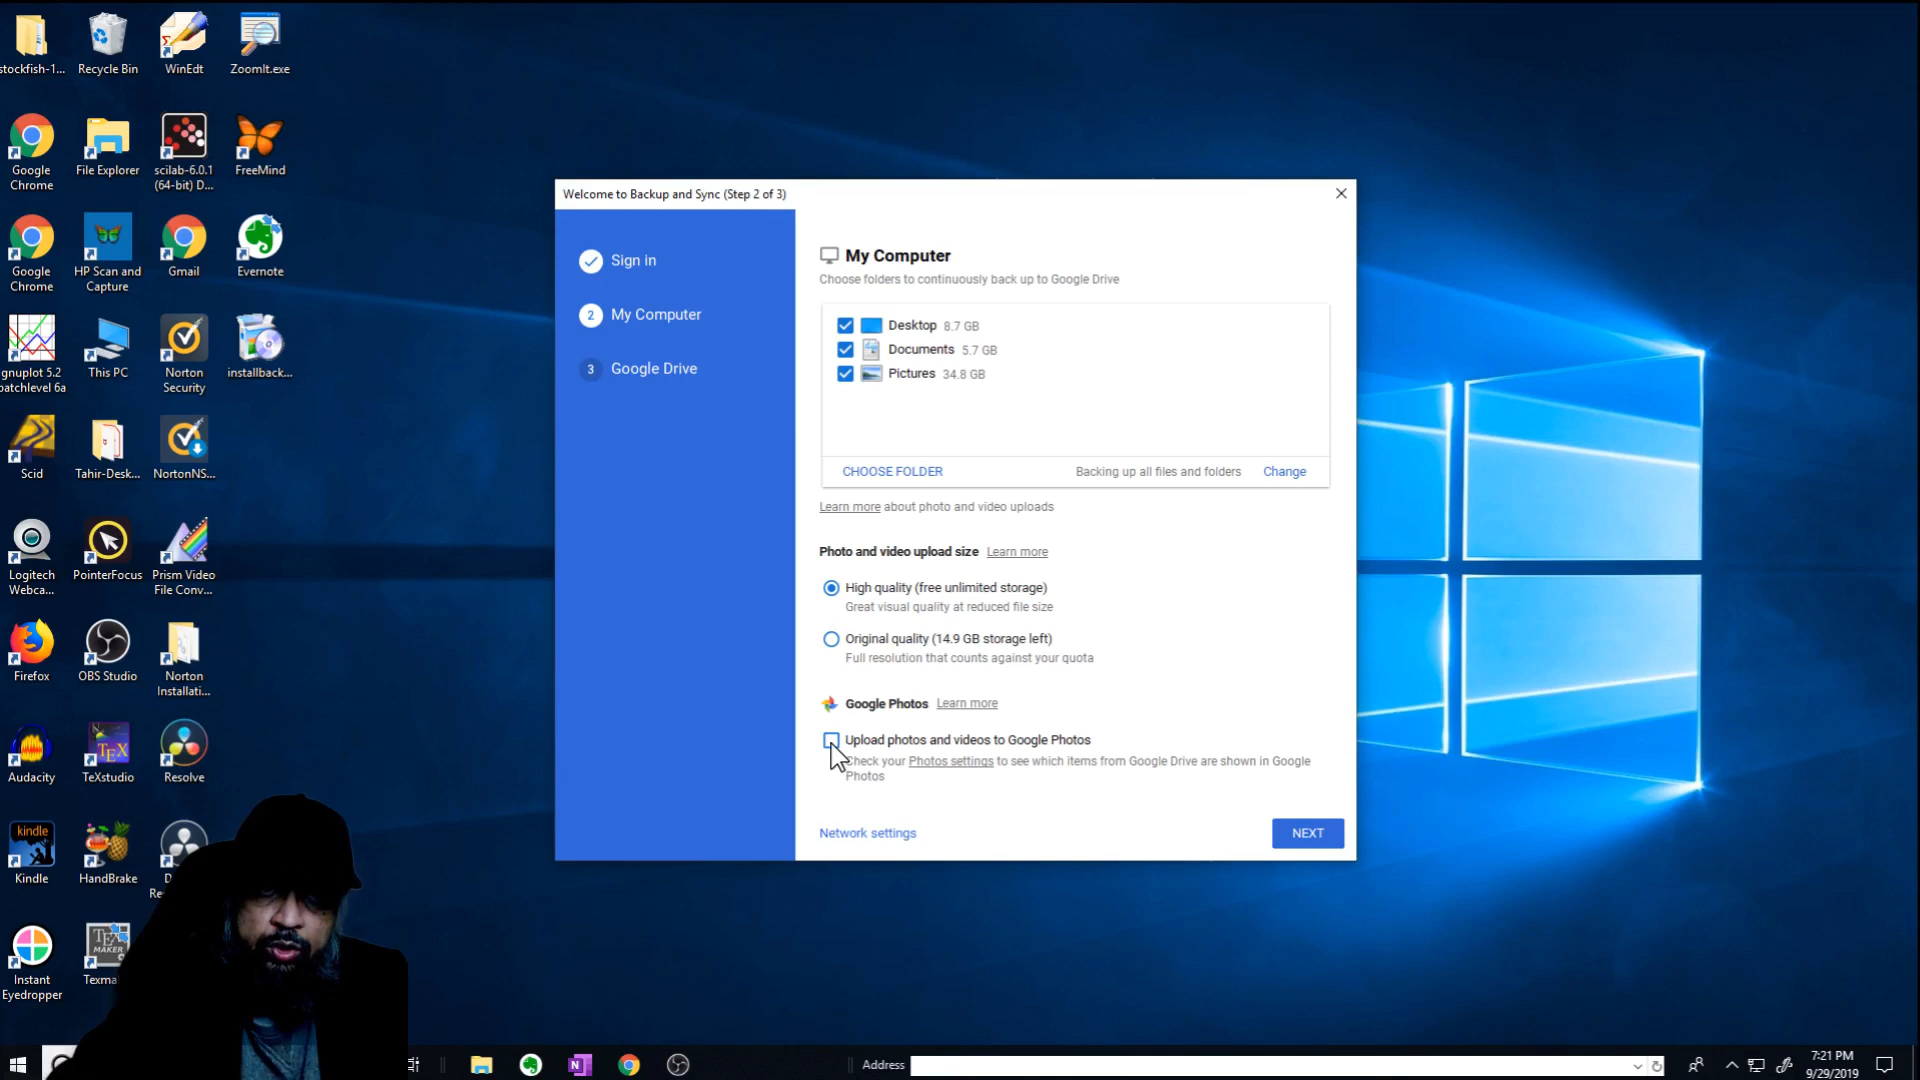 stockfish-1...
Recycle Bin
WinEdt
ZoomIt.exe
Google Chrome
File Explorer
scilab-6.0.1 (64-bit) D...
FreeMind
Google Chrome
HP Scan and Capture
Gmail
Evernote
gnuplot 5.2 patchlevel 6a
This PC
Norton Security
installback...
Scid
Tahir-Desk...
NortonNS...
Logitech Webca...
PointerFocus
Prism Video File Conv...
Firefox
OBS Studio
Norton Installati...
Audacity
TeXstudio
Resolve
kindle
Kindle
HandBrake
Instant Eyedropper
TEX
MAKER
Welcome to Backup and Sync (Step 2 of 3)
Sign in
2 My Computer
3 Google Drive
My Computer
Choose folders to continuously back up to Google Drive
Desktop 8.7 GB
Documents 5.7 GB
Pictures 34.8 GB
CHOOSE FOLDER Backing up all files and folders Change
Learn more about photo and video uploads
Photo and video upload size Learn more
High quality (free unlimited storage)
Great visual quality at reduced file size
Original quality (14.9 GB storage left)
Full resolution that counts against your quota
Google Photos Learn more
Upload photos and videos to Google Photos
Check your Photos settings to see which items from Google Drive are shown in Google
Photos
Network settings NEXT
Address
7:21 PM
9/29/2019